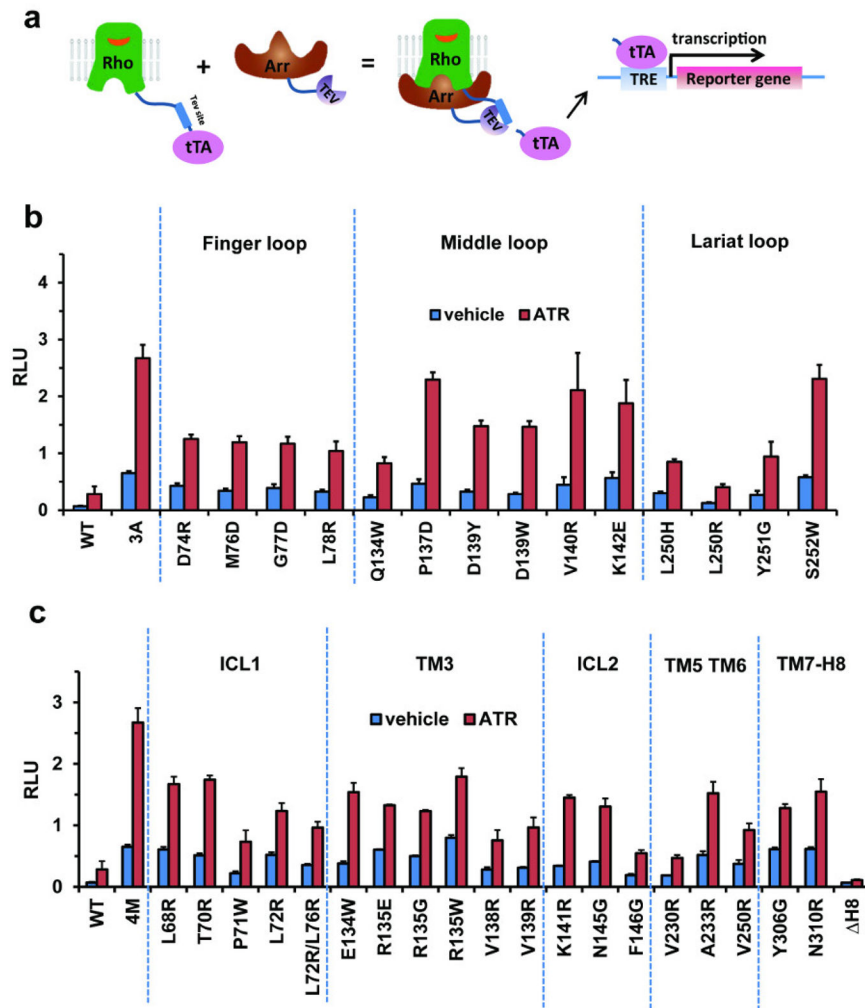 a
Rho
Tev site
tTA
+
Arr
TEV
=
Rho
Arr
TEV
tTA
tTA
transcription
TRE
Reporter gene
b
Finger loop
Middle loop
Lariat loop
vehicle
ATR
RLU
4
3
2
1
0
WT
3A
D74R
M76D
G77D
L78R
Q134W
P137D
D139Y
D139W
V140R
K142E
L250H
L250R
Y251G
S252W
c
ICL1
TM3
ICL2
TM5 TM6
TM7-H8
vehicle
ATR
RLU
3
2
1
0
WT
4M
L68R
T70R
P71W
L72R
L72R/L76R
E134W
R135E
R135G
R135W
V138R
V139R
K141R
N145G
F146G
V230R
A233R
V250R
Y306G
N310R
△H8